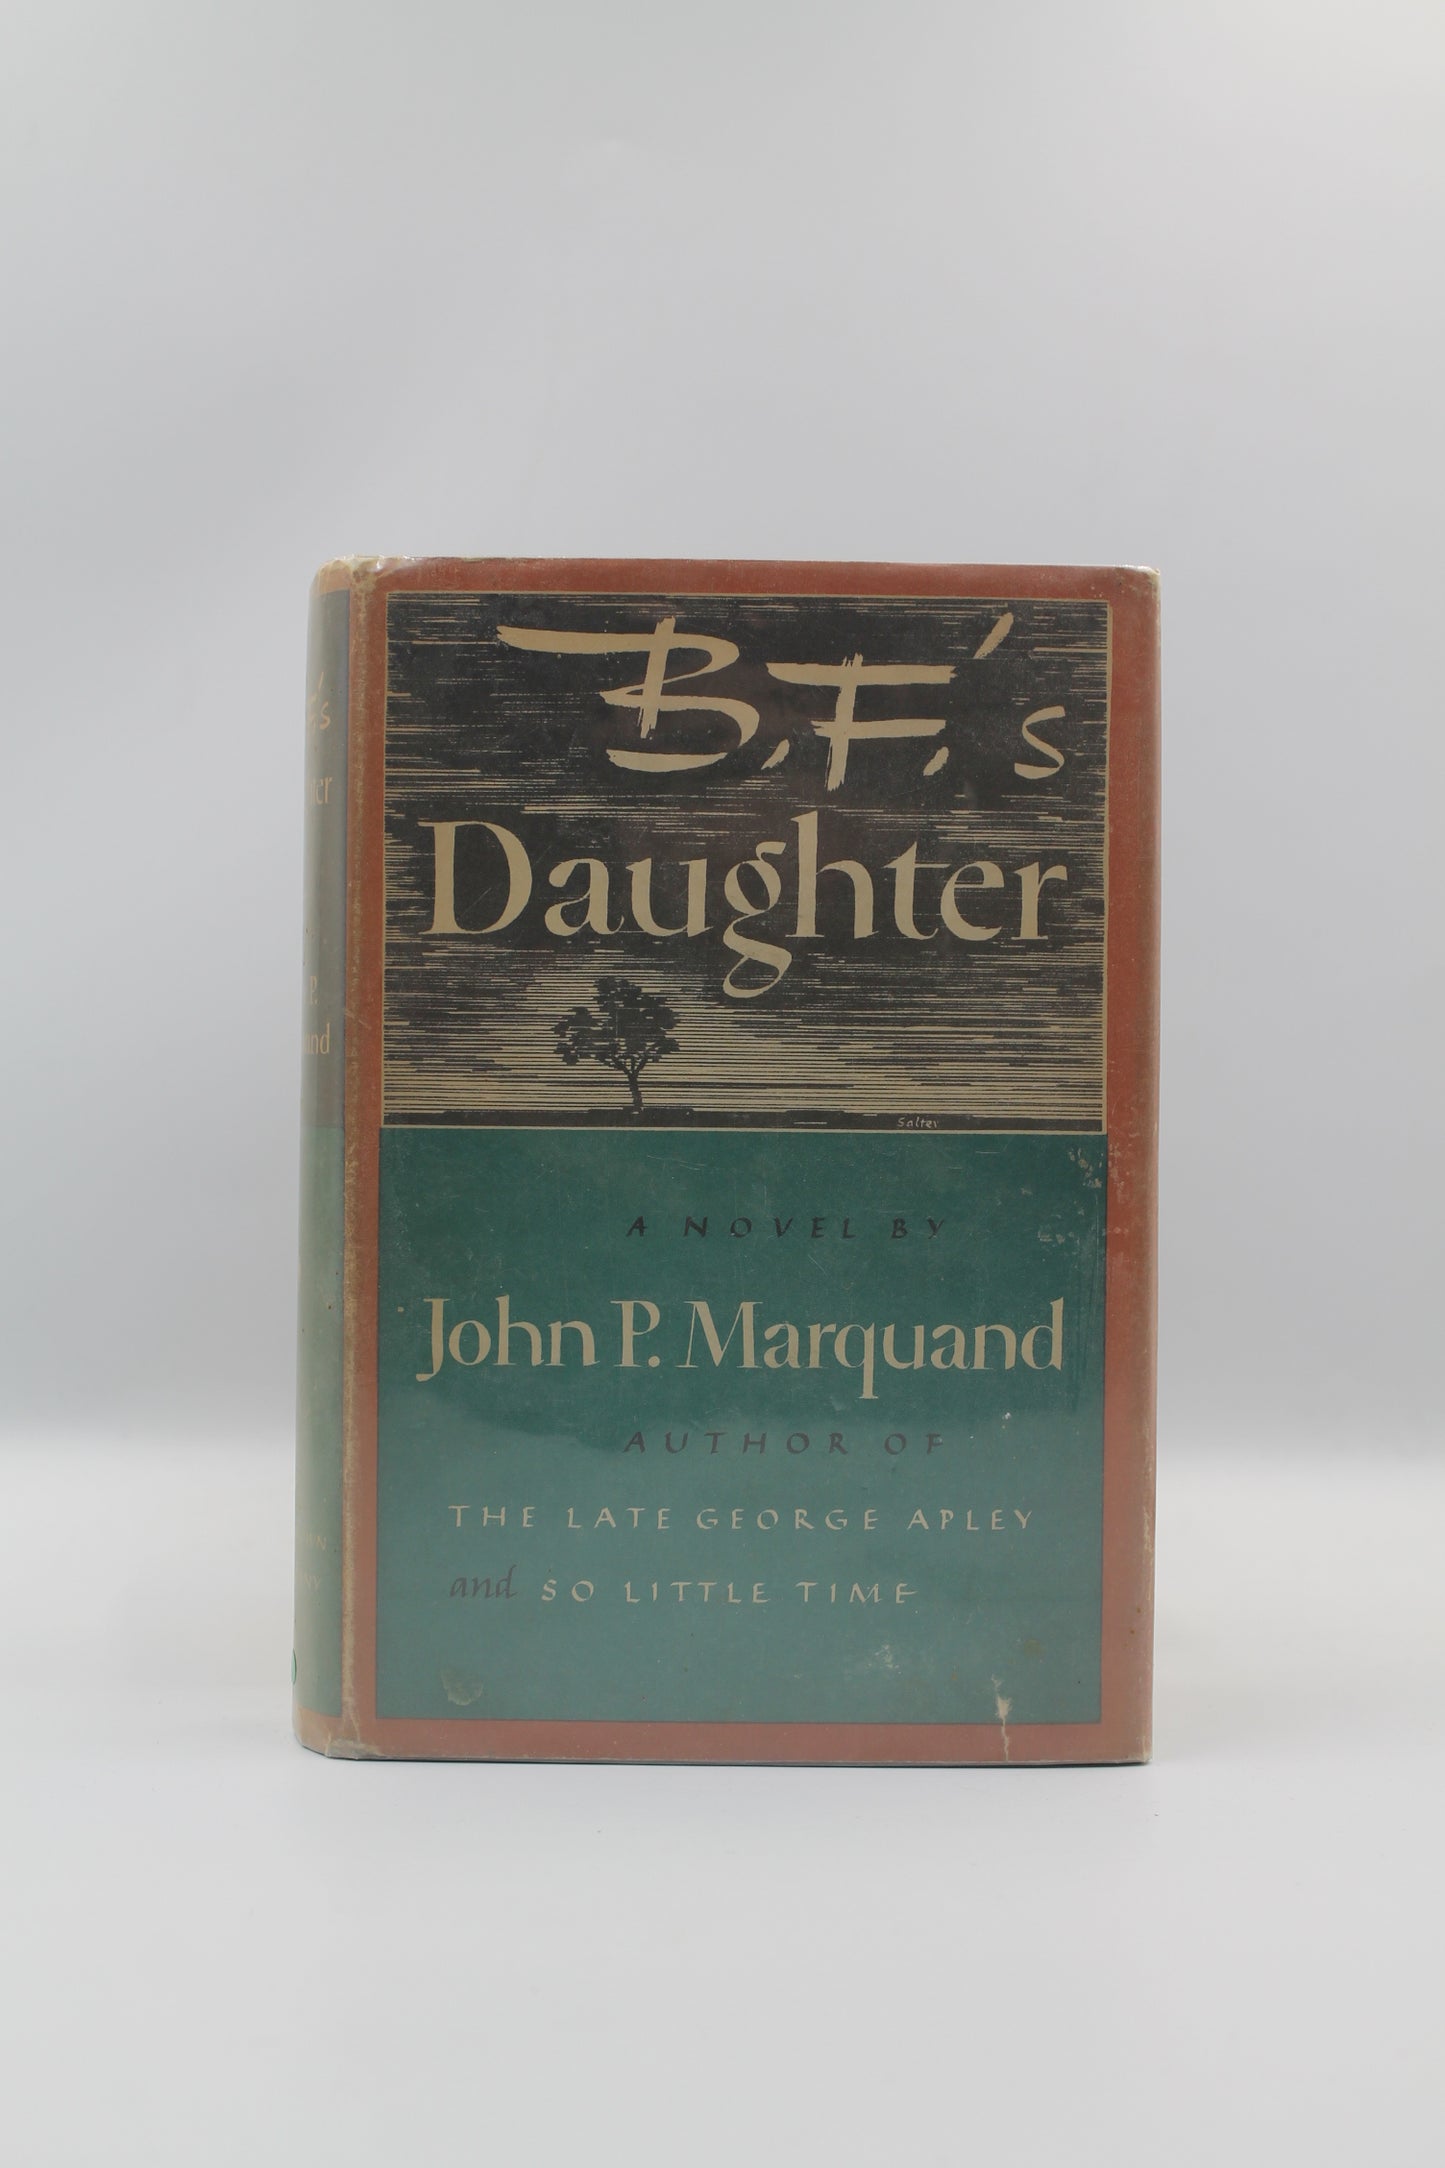 B.F.'s
Daughter
Salter
A NOVEL BY
John P. Marquand
AUTHOR OF
THE LATE GEORGE APLEY
and SO LITTLE TIME